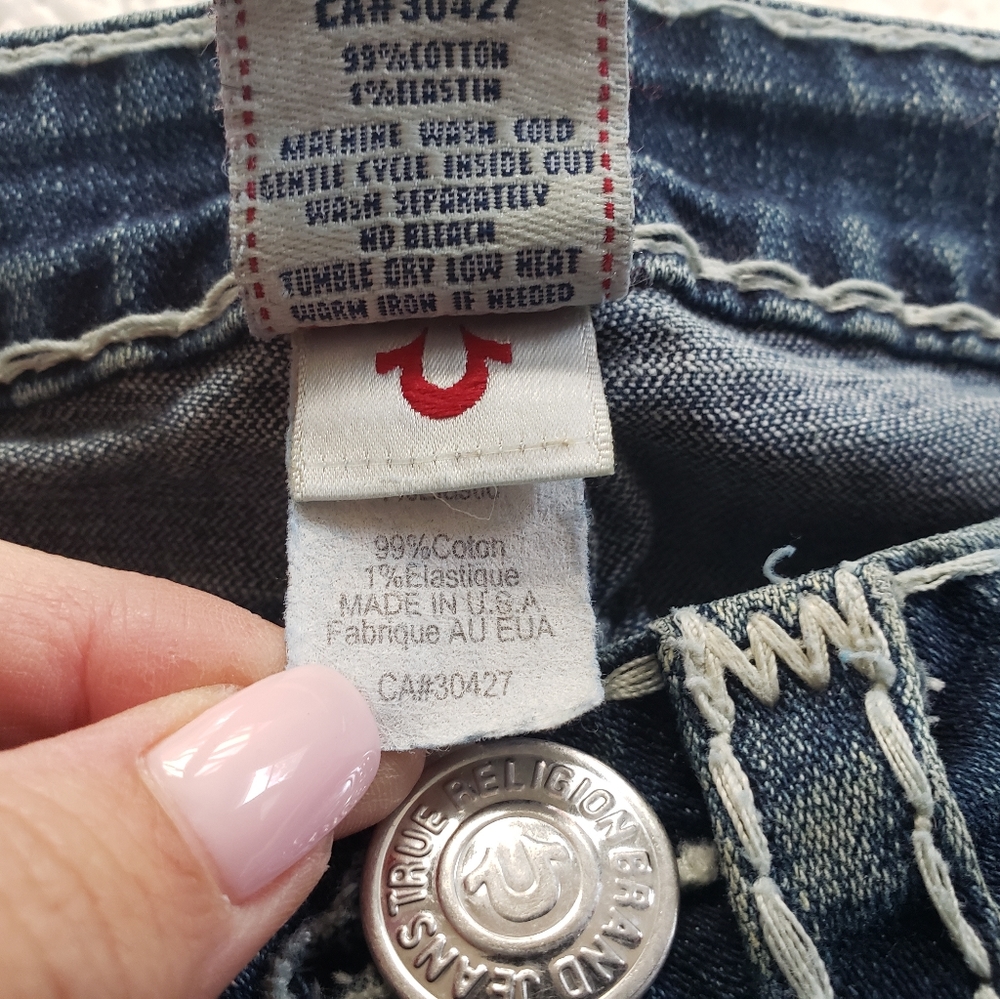 CA#30427
99%COTTON
1%ELASTIN
MACHINE WASH COLD
GENTLE CYCLE INSIDE OUT
WASH SEPARATELY
NO BLEACH
TUMBLE DRY LOW HEAT
WARM IRON IF NEEDED
1%Elastic
99%Coton
1%Elastique
MADE IN U.S.A
Fabrique AU EUA
CA#30427
TRUE RELIGION BRAND JEANS